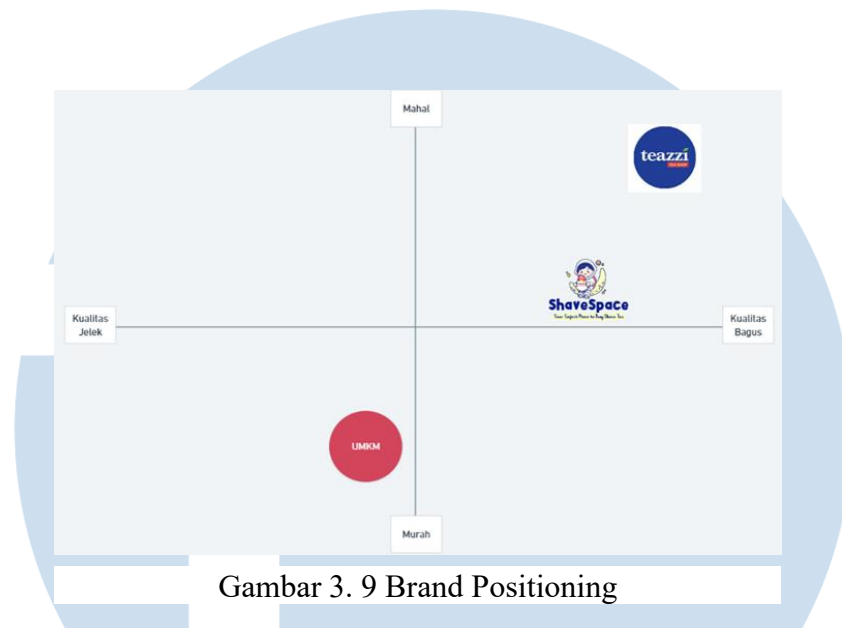 Mahal
teazzi
ShaveSpace
Kualitas
Jelek
Kualitas
Bagus
UMKM
Murah
Gambar 3. 9 Brand Positioning